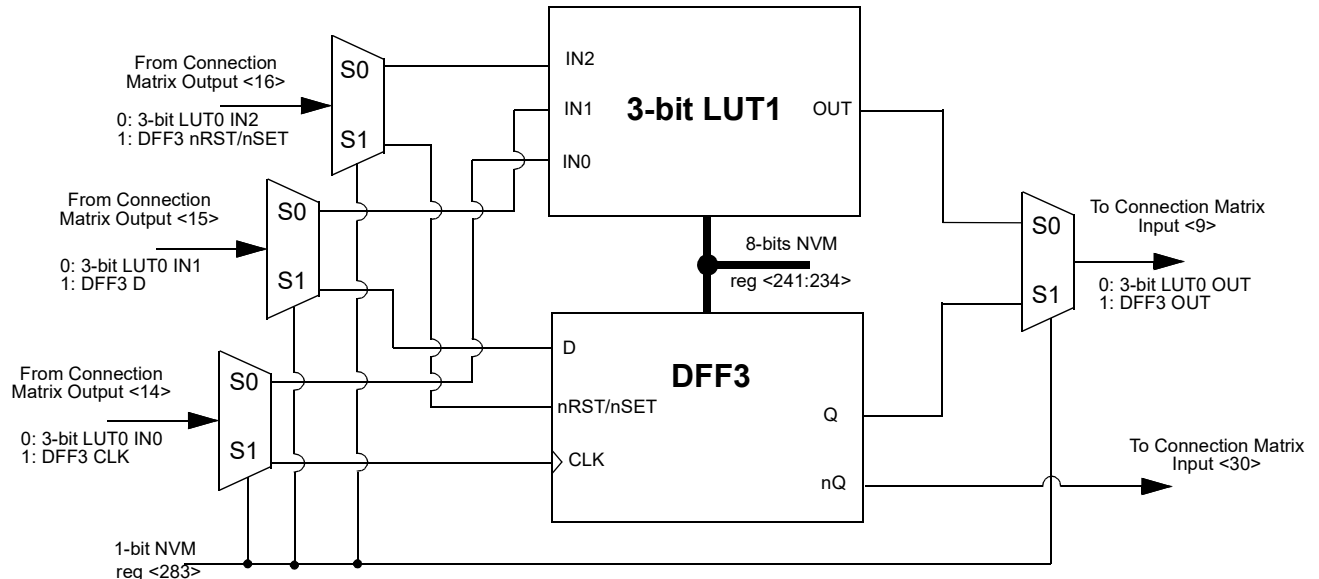 From Connection
Matrix Output <16>
0: 3-bit LUT0 IN2
1: DFF3 nRST/nSET
S0
S1
From Connection
Matrix Output <15>
0: 3-bit LUT0 IN1
1: DFF3 D
S0
S1
From Connection
Matrix Output <14>
0: 3-bit LUT0 IN0
1: DFF3 CLK
S0
S1
1-bit NVM
reg <283>
IN2
IN1
IN0
3-bit LUT1
OUT
8-bits NVM
reg <241:234>
D
nRST/nSET
CLK
DFF3
Q
nQ
S0
S1
To Connection Matrix
Input <9>
0: 3-bit LUT0 OUT
1: DFF3 OUT
To Connection Matrix
Input <30>